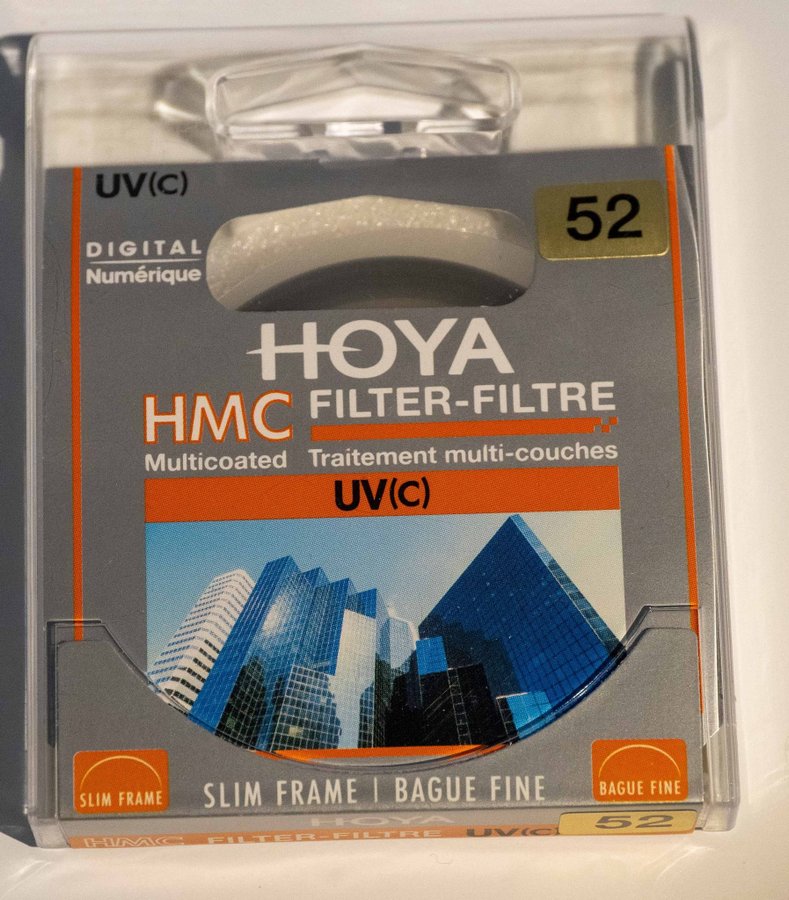 UV(C)
52
DIGITAL
Numérique
HOYA
HMC FILTER-FILTRE
Multicoated Traitement multi-couches
UV(C)
SLIM FRAME
SLIM FRAME | BAGUE FINE
BAGUE FINE
HOYA
HMC FILTER-FILTRE UV(C)
52